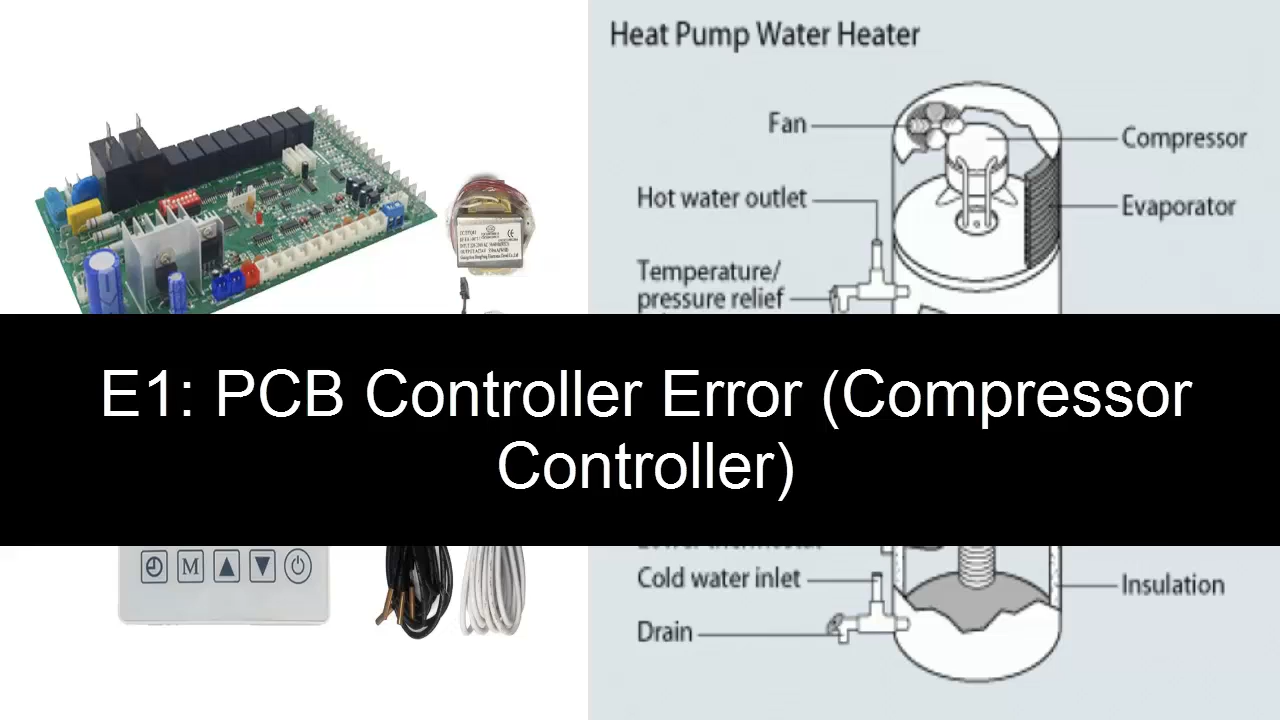 Heat Pump Water Heater
Fan
Compressor
Hot water outlet
Evaporator
Temperature/
pressure relief
E1: PCB Controller Error (Compressor
Controller)
M
Cold water inlet
Insulation
Drain